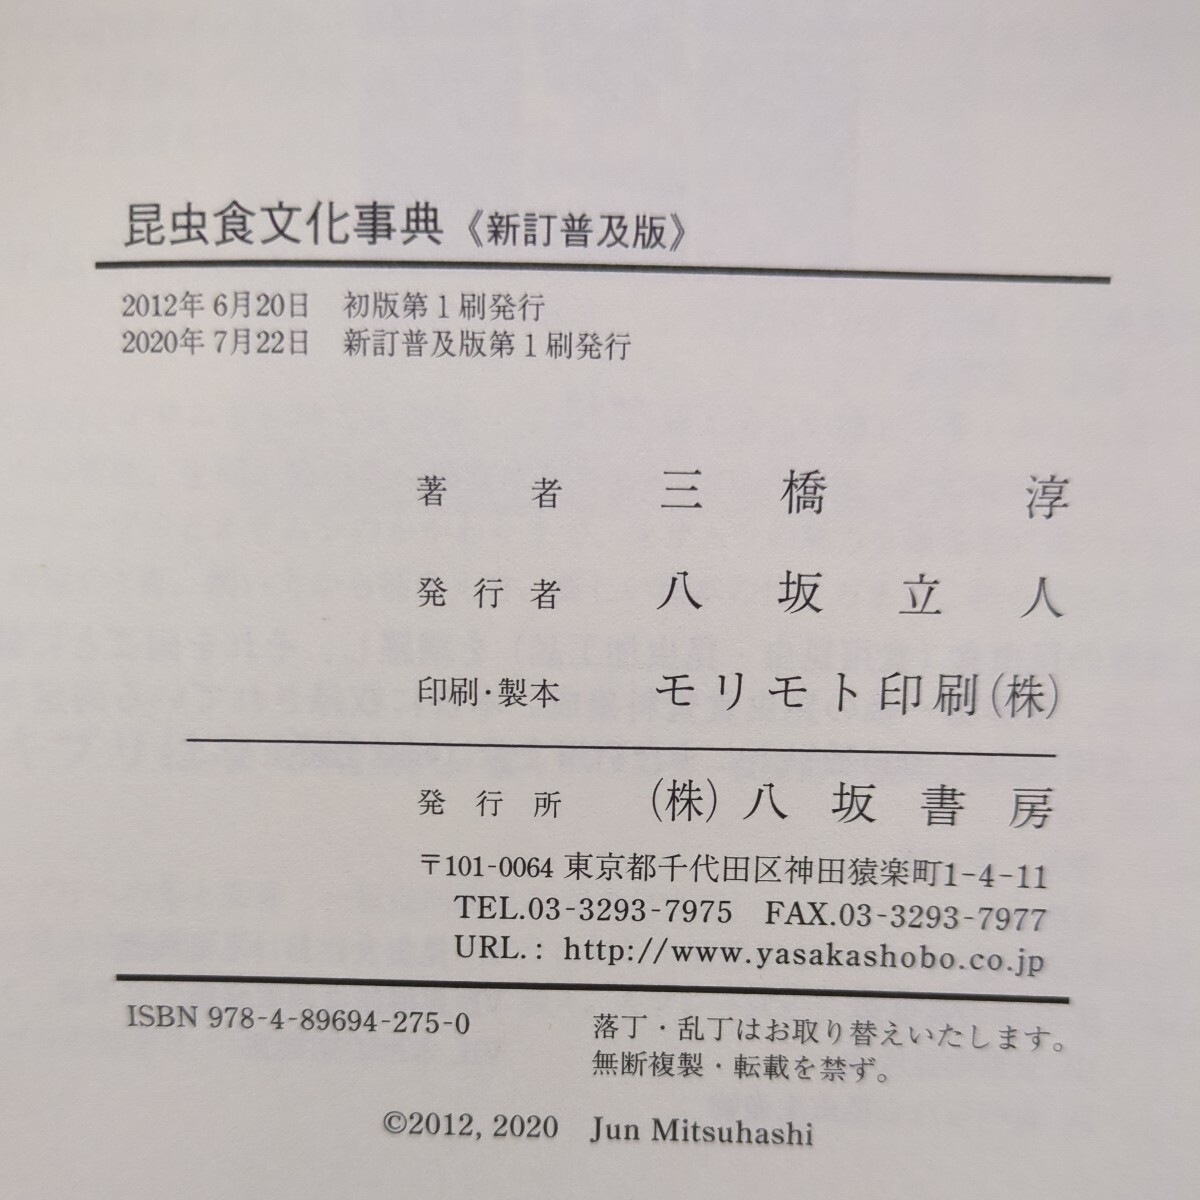 昆虫食文化事典《新訂普及版》
2012年 6月20日　初版第1刷発行
2020年 7月22日　新訂普及版第1刷発行
著者　三橋　淳
発行者　八坂立人
印刷・製本　モリモト印刷(株)
発行所　(株)八坂書房
〒101-0064 東京都千代田区神田猿楽町1-4-11
TEL.03-3293-7975　FAX.03-3293-7977
URL.: http://www.yasakashobo.co.jp
ISBN 978-4-89694-275-0　落丁・乱丁はお取り替えいたします。
無断複製・転載を禁ず。
©2012, 2020　Jun Mitsuhashi